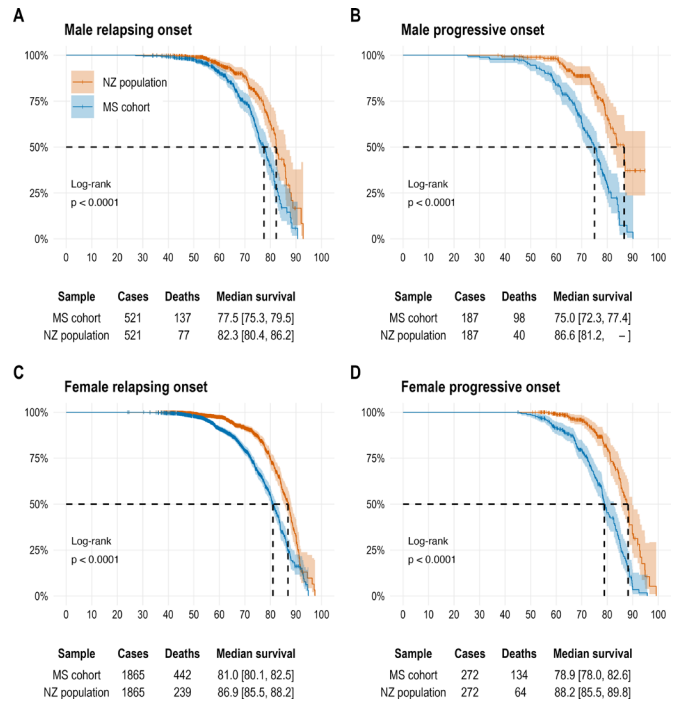 A
Male relapsing onset
100%
75%
50%
25%
0%
NZ population
MS cohort
Log-rank
p < 0.0001
0 10 20 30 40 50 60 70 80 90 100
Sample Cases Deaths Median survival
MS cohort 521 137 77.5 [75.3, 79.5]
NZ population 521 77 82.3 [80.4, 86.2]
B
Male progressive onset
100%
75%
50%
25%
0%
Log-rank
p < 0.0001
0 10 20 30 40 50 60 70 80 90 100
Sample Cases Deaths Median survival
MS cohort 187 98 75.0 [72.3, 77.4]
NZ population 187 40 86.6 [81.2, – ]
C
Female relapsing onset
100%
75%
50%
25%
0%
Log-rank
p < 0.0001
0 10 20 30 40 50 60 70 80 90 100
Sample Cases Deaths Median survival
MS cohort 1865 442 81.0 [80.1, 82.5]
NZ population 1865 239 86.9 [85.5, 88.2]
D
Female progressive onset
100%
75%
50%
25%
0%
Log-rank
p < 0.0001
0 10 20 30 40 50 60 70 80 90 100
Sample Cases Deaths Median survival
MS cohort 272 134 78.9 [78.0, 82.6]
NZ population 272 64 88.2 [85.5, 89.8]